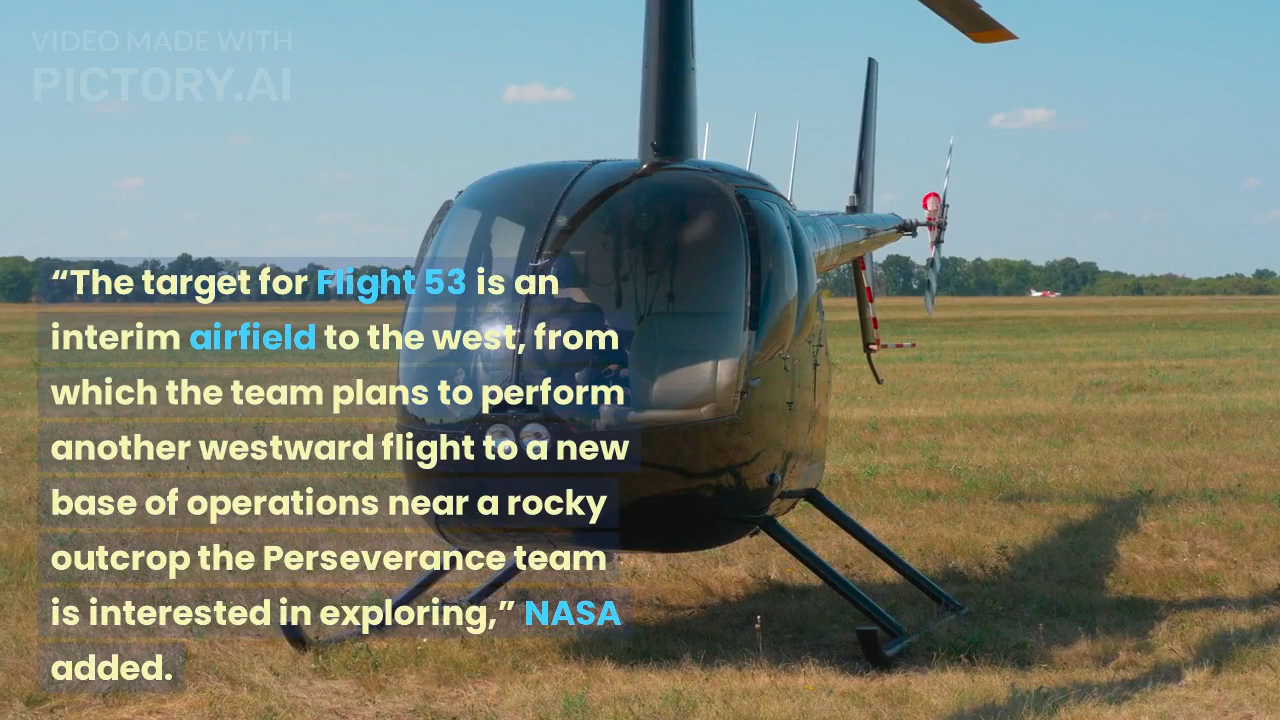 VIDEO MADE WITH
PICTORY.AI
“The target for Flight 53 is an
interim airfield to the west, from
which the team plans to perform
another westward flight to a new
base of operations near a rocky
outcrop the Perseverance team
is interested in exploring,” NASA
added.